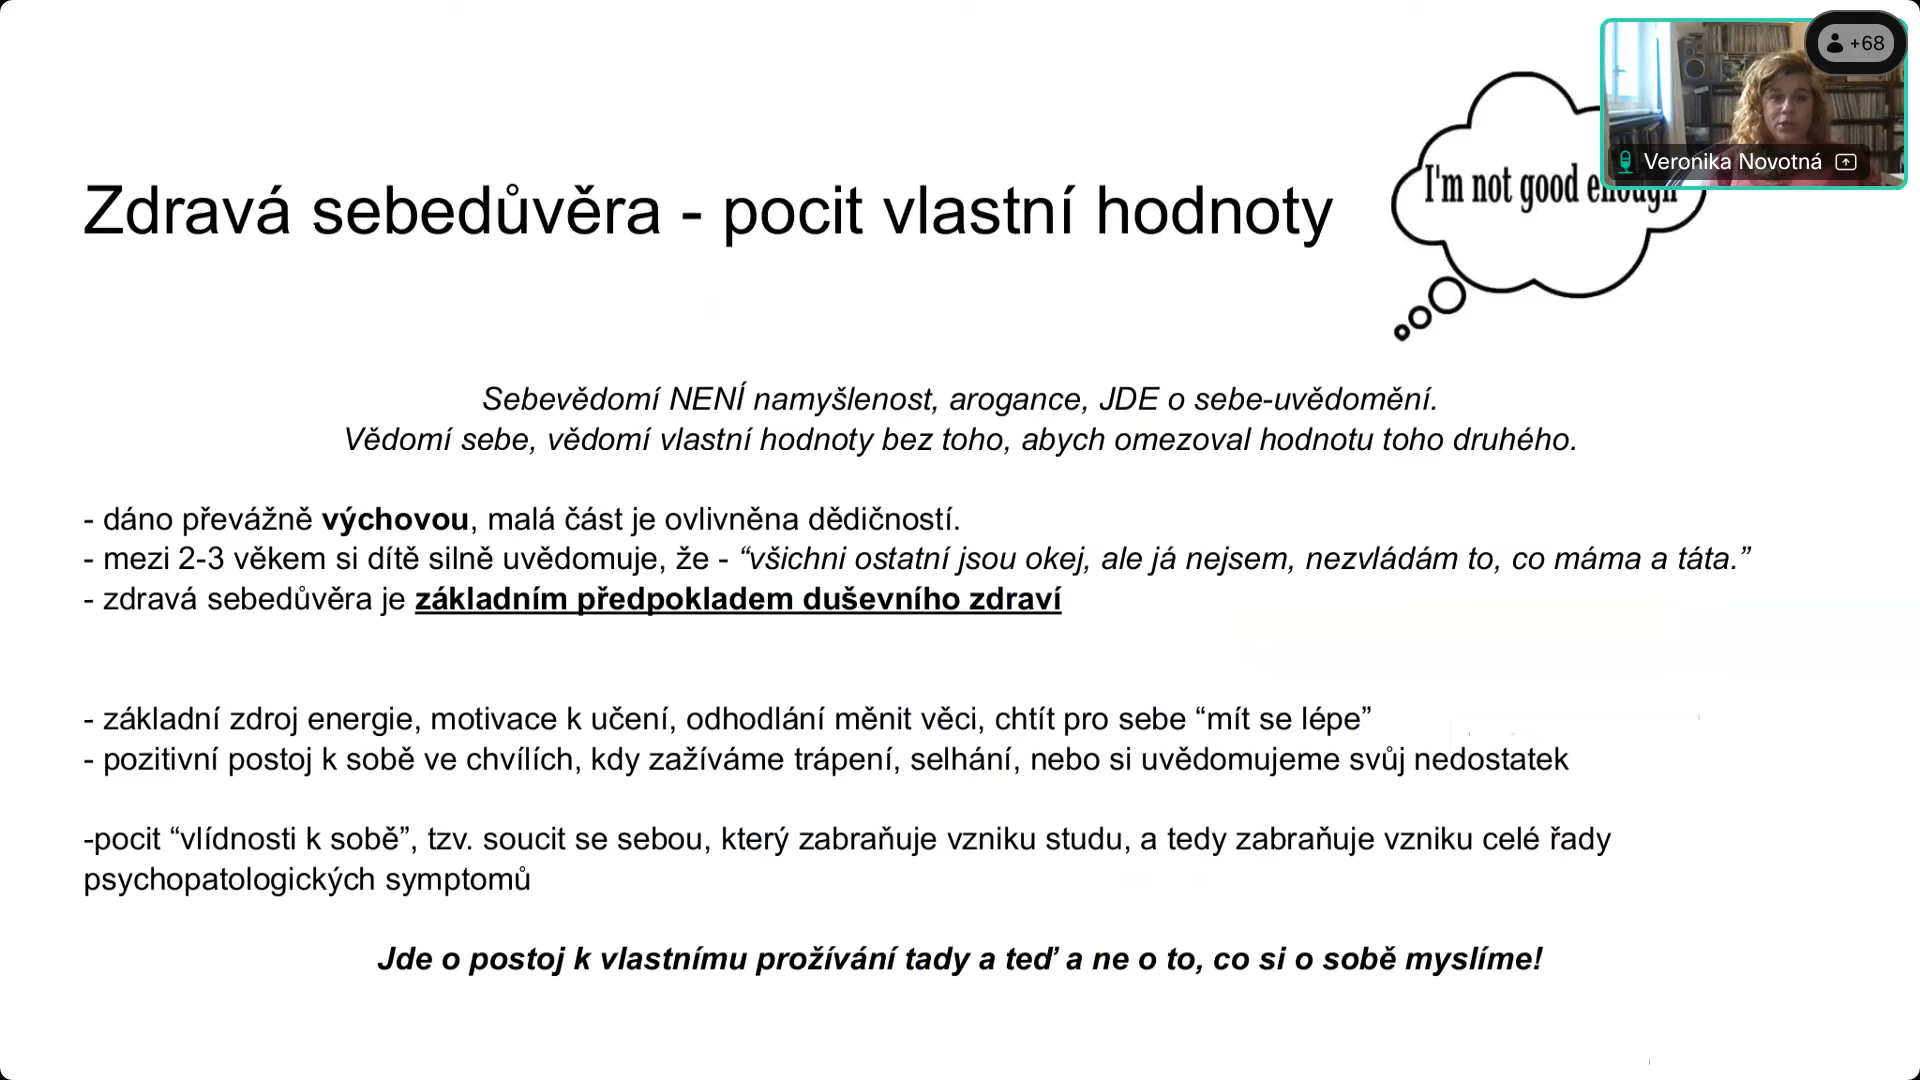 +68
Veronika Novotná
I'm not good enough
Zdravá sebedůvěra - pocit vlastní hodnoty
Sebevědomí NENÍ namyšlenost, arogance, JDE o sebe-uvědomění.
Vědomí sebe, vědomí vlastní hodnoty bez toho, abych omezoval hodnotu toho druhého.
- dáno převážně výchovou, malá část je ovlivněna dědičností.
- mezi 2-3 věkem si dítě silně uvědomuje, že - “všichni ostatní jsou okej, ale já nejsem, nezvládám to, co máma a táta.”
- zdravá sebedůvěra je základním předpokladem duševního zdraví
- základní zdroj energie, motivace k učení, odhodlání měnit věci, chtít pro sebe “mít se lépe”
- pozitivní postoj k sobě ve chvílích, kdy zažíváme trápení, selhání, nebo si uvědomujeme svůj nedostatek
-pocit “vlídnosti k sobě”, tzv. soucit se sebou, který zabraňuje vzniku studu, a tedy zabraňuje vzniku celé řady
psychopatologických symptomů
Jde o postoj k vlastnímu prožívání tady a teď a ne o to, co si o sobě myslíme!